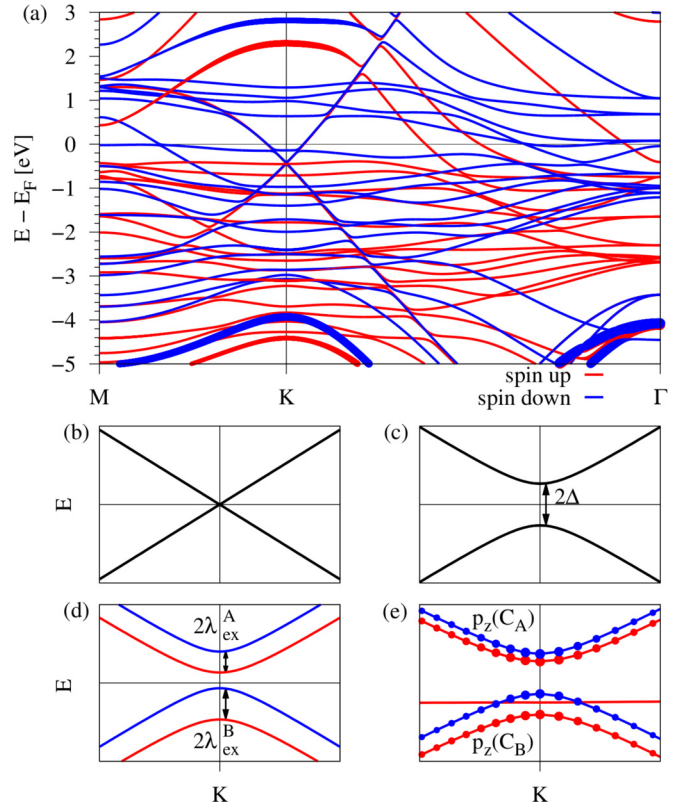 (a)
3
2
1
0
−1
−2
−3
−4
−5
E − E_F [eV]
spin up
spin down
M
K
Γ
(b)
(c)
E
2Δ
(d)
(e)
2λ_ex^A
2λ_ex^B
E
p_z(C_A)
p_z(C_B)
K
K